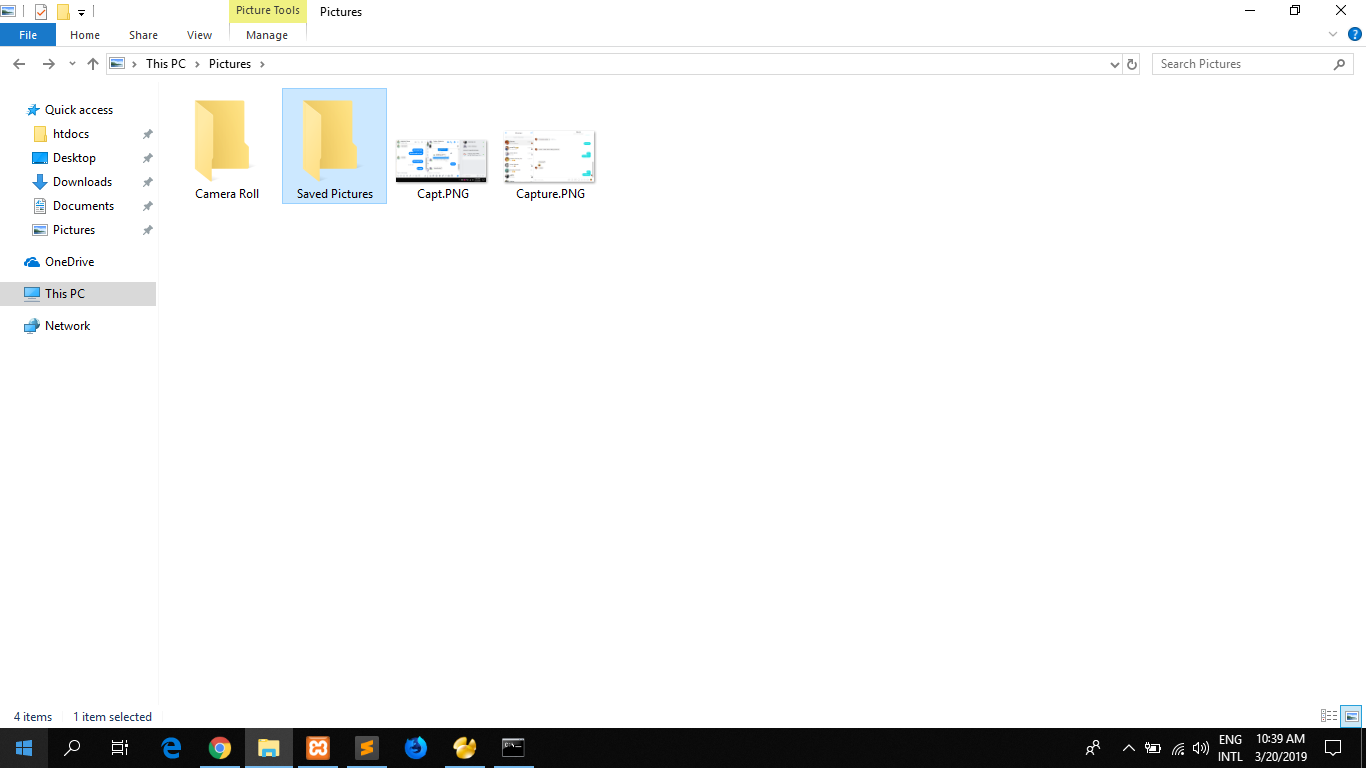 Picture Tools Pictures
File Home Share View Manage
This PC Pictures
Search Pictures
Quick access
htdocs
Desktop
Downloads
Documents
Pictures
OneDrive
This PC
Network
Camera Roll
Saved Pictures
Capt.PNG
Capture.PNG
4 items 1 item selected
ENG
INTL
10:39 AM
3/20/2019